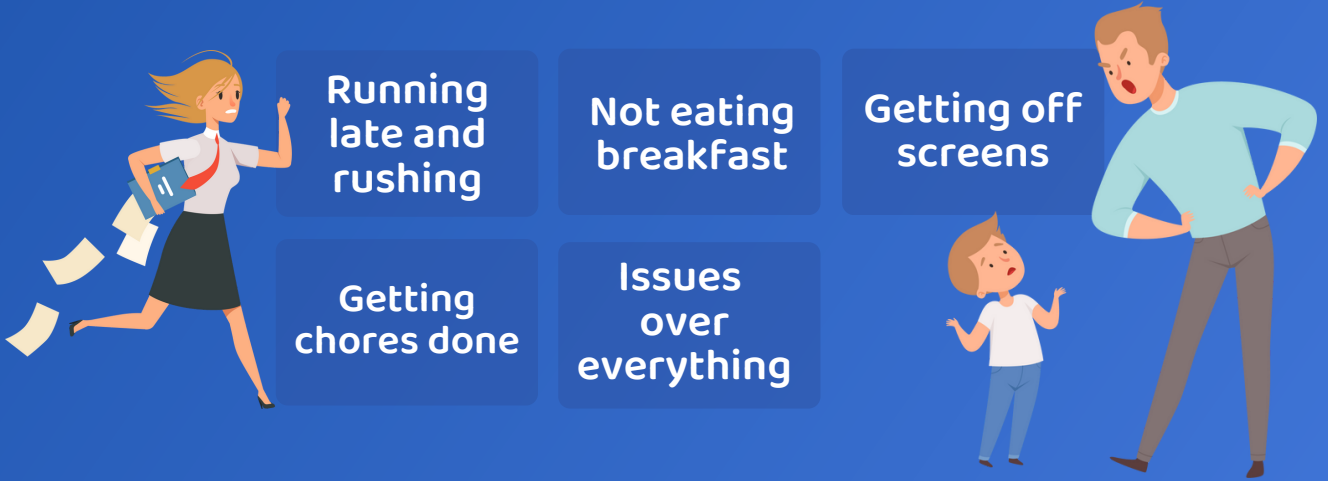 Running
late and
rushing
Not eating
breakfast
Getting off
screens
Getting
chores done
Issues
over
everything